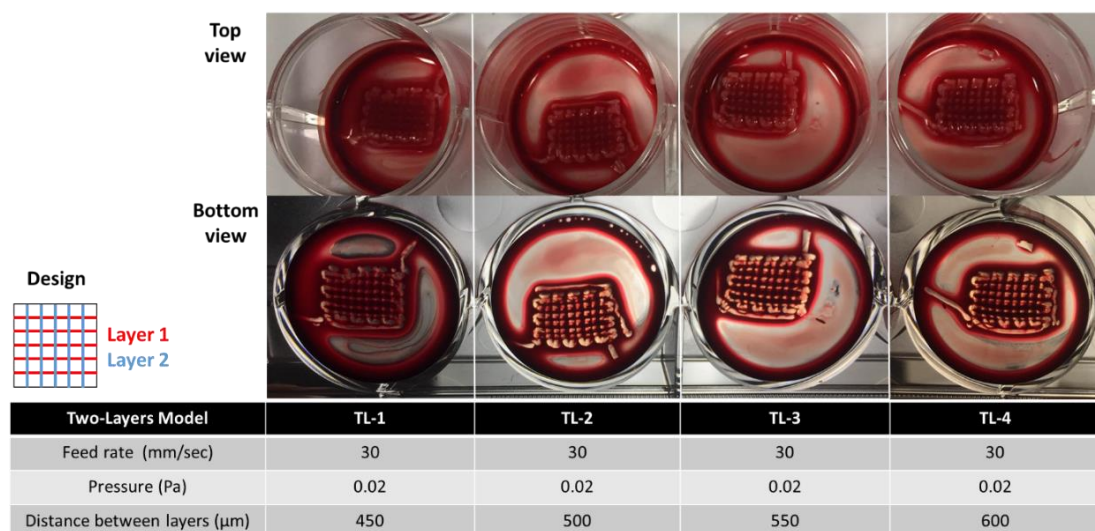 Top
view
Bottom
view
Design
Layer 1
Layer 2
Two-Layers Model TL-1 TL-2 TL-3 TL-4
Feed rate (mm/sec) 30 30 30 30
Pressure (Pa) 0.02 0.02 0.02 0.02
Distance between layers (µm) 450 500 550 600